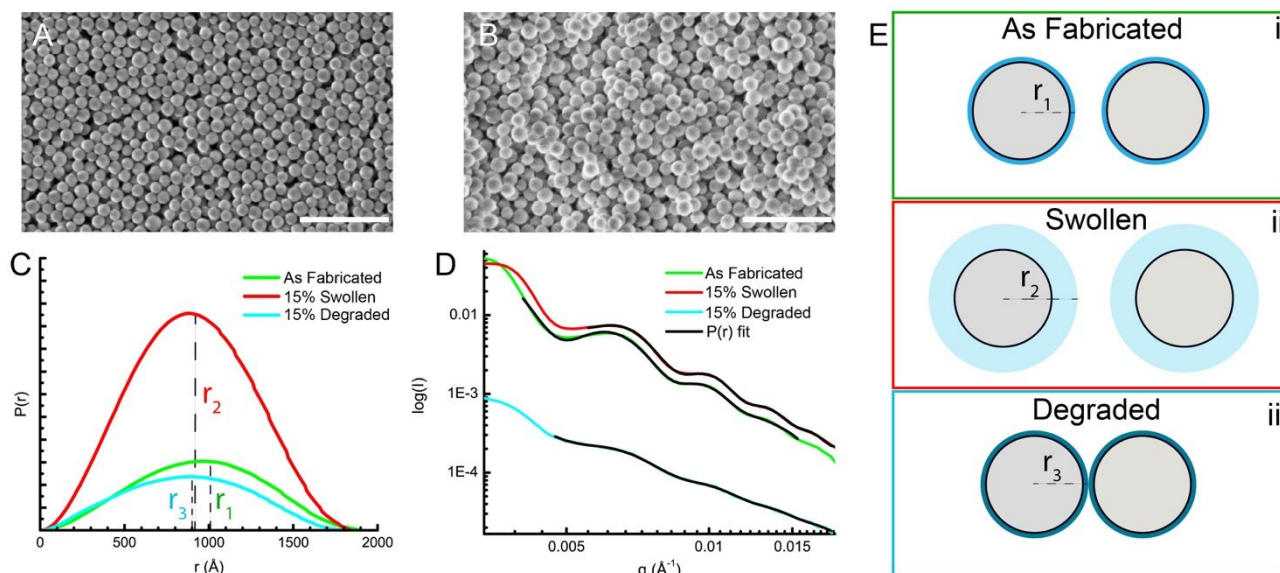 A
B
C
As Fabricated
15% Swollen
15% Degraded
P(r)
r₂
r₃
r₁
0
500
1000
1500
2000
r (Å)
D
As Fabricated
15% Swollen
15% Degraded
P(r) fit
log(I)
0.01
1E-3
1E-4
0.005
0.01
0.015
q (Å⁻¹)
E
As Fabricated
i
r₁
Swollen
ii
r₂
Degraded
ii
r₃